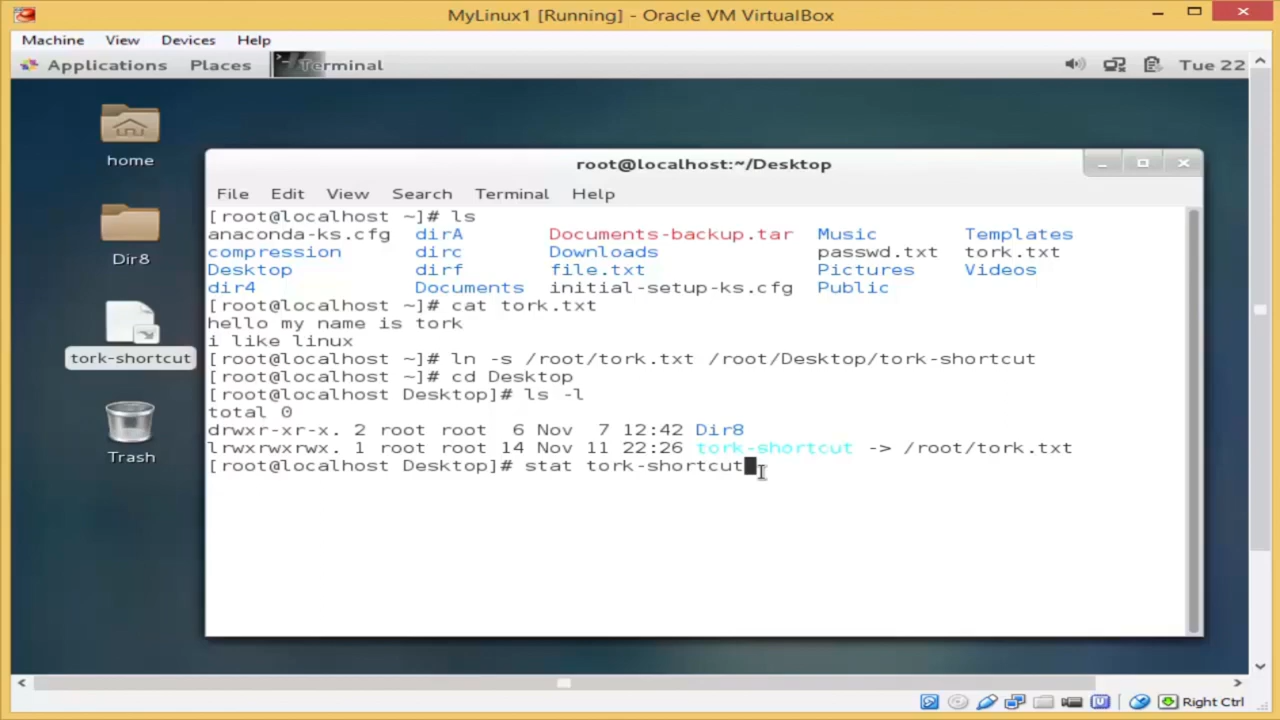 MyLinux1 [Running] - Oracle VM VirtualBox
Machine View Devices Help
Applications Places Terminal Tue 22
home
Dir8
tork-shortcut
Trash
root@localhost:~/Desktop
File Edit View Search Terminal Help
[root@localhost ~]# ls
anaconda-ks.cfg dirA Documents-backup.tar Music Templates
compression dirc Downloads passwd.txt tork.txt
Desktop dirf file.txt Pictures Videos
dir4 Documents initial-setup-ks.cfg Public
[root@localhost ~]# cat tork.txt
hello my name is tork
i like linux
[root@localhost ~]# ln -s /root/tork.txt /root/Desktop/tork-shortcut
[root@localhost ~]# cd Desktop
[root@localhost Desktop]# ls -l
total 0
drwxr-xr-x. 2 root root 6 Nov 7 12:42 Dir8
lrwxrwxrwx. 1 root root 14 Nov 11 22:26 tork-shortcut -> /root/tork.txt
[root@localhost Desktop]# stat tork-shortcut
Right Ctrl